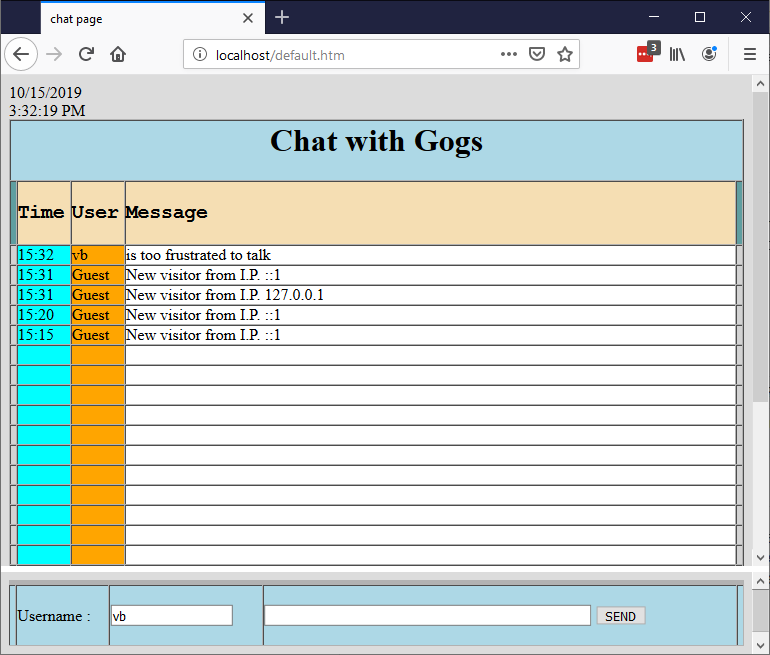 chat page
localhost/default.htm
3
10/15/2019
3:32:19 PM
Chat with Gogs
Time User Message
15:32 vb is too frustrated to talk
15:31 Guest New visitor from I.P. ::1
15:31 Guest New visitor from I.P. 127.0.0.1
15:20 Guest New visitor from I.P. ::1
15:15 Guest New visitor from I.P. ::1
Username : vb SEND